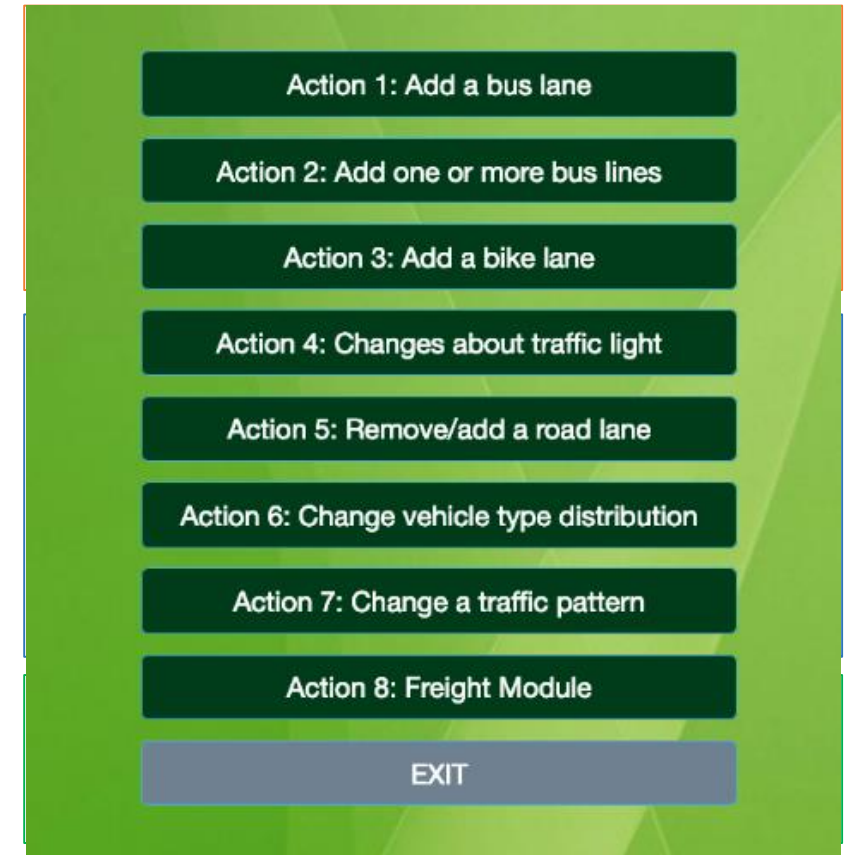 Action 1: Add a bus lane
Action 2: Add one or more bus lines
Action 3: Add a bike lane
Action 4: Changes about traffic light
Action 5: Remove/add a road lane
Action 6: Change vehicle type distribution
Action 7: Change a traffic pattern
Action 8: Freight Module
EXIT